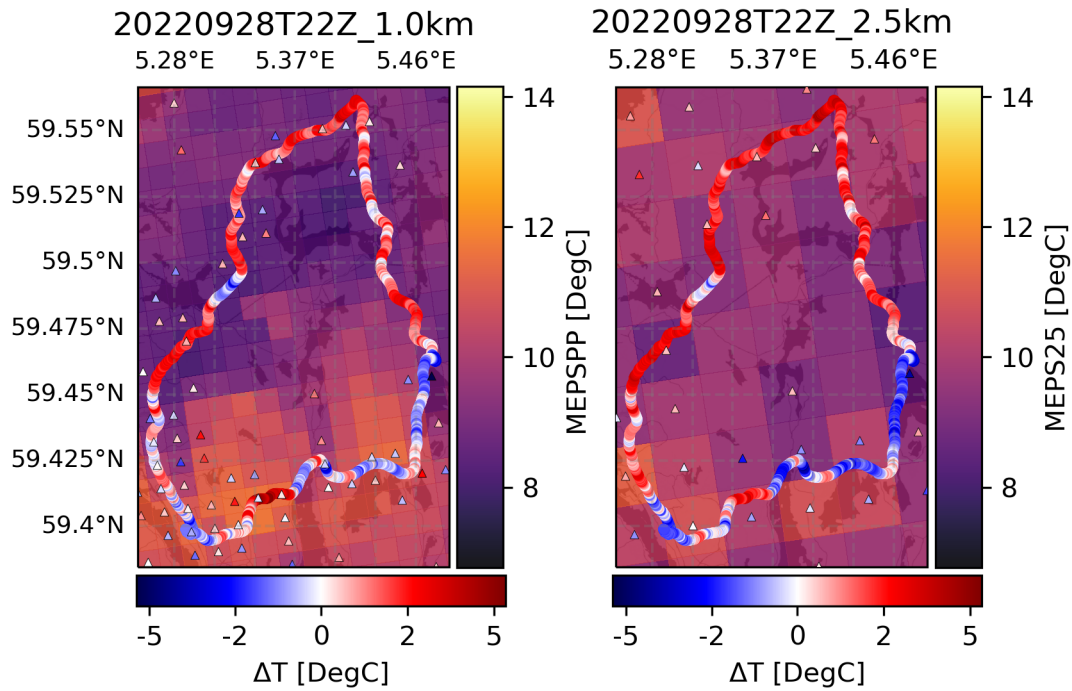 20220928T22Z_1.0km
5.28°E 5.37°E 5.46°E
59.55°N
59.525°N
59.5°N
59.475°N
59.45°N
59.425°N
59.4°N
14
12
10
8
MEPSPP [DegC]
-5 -2 0 2 5
ΔT [DegC]
20220928T22Z_2.5km
5.28°E 5.37°E 5.46°E
14
12
10
8
MEPS25 [DegC]
-5 -2 0 2 5
ΔT [DegC]